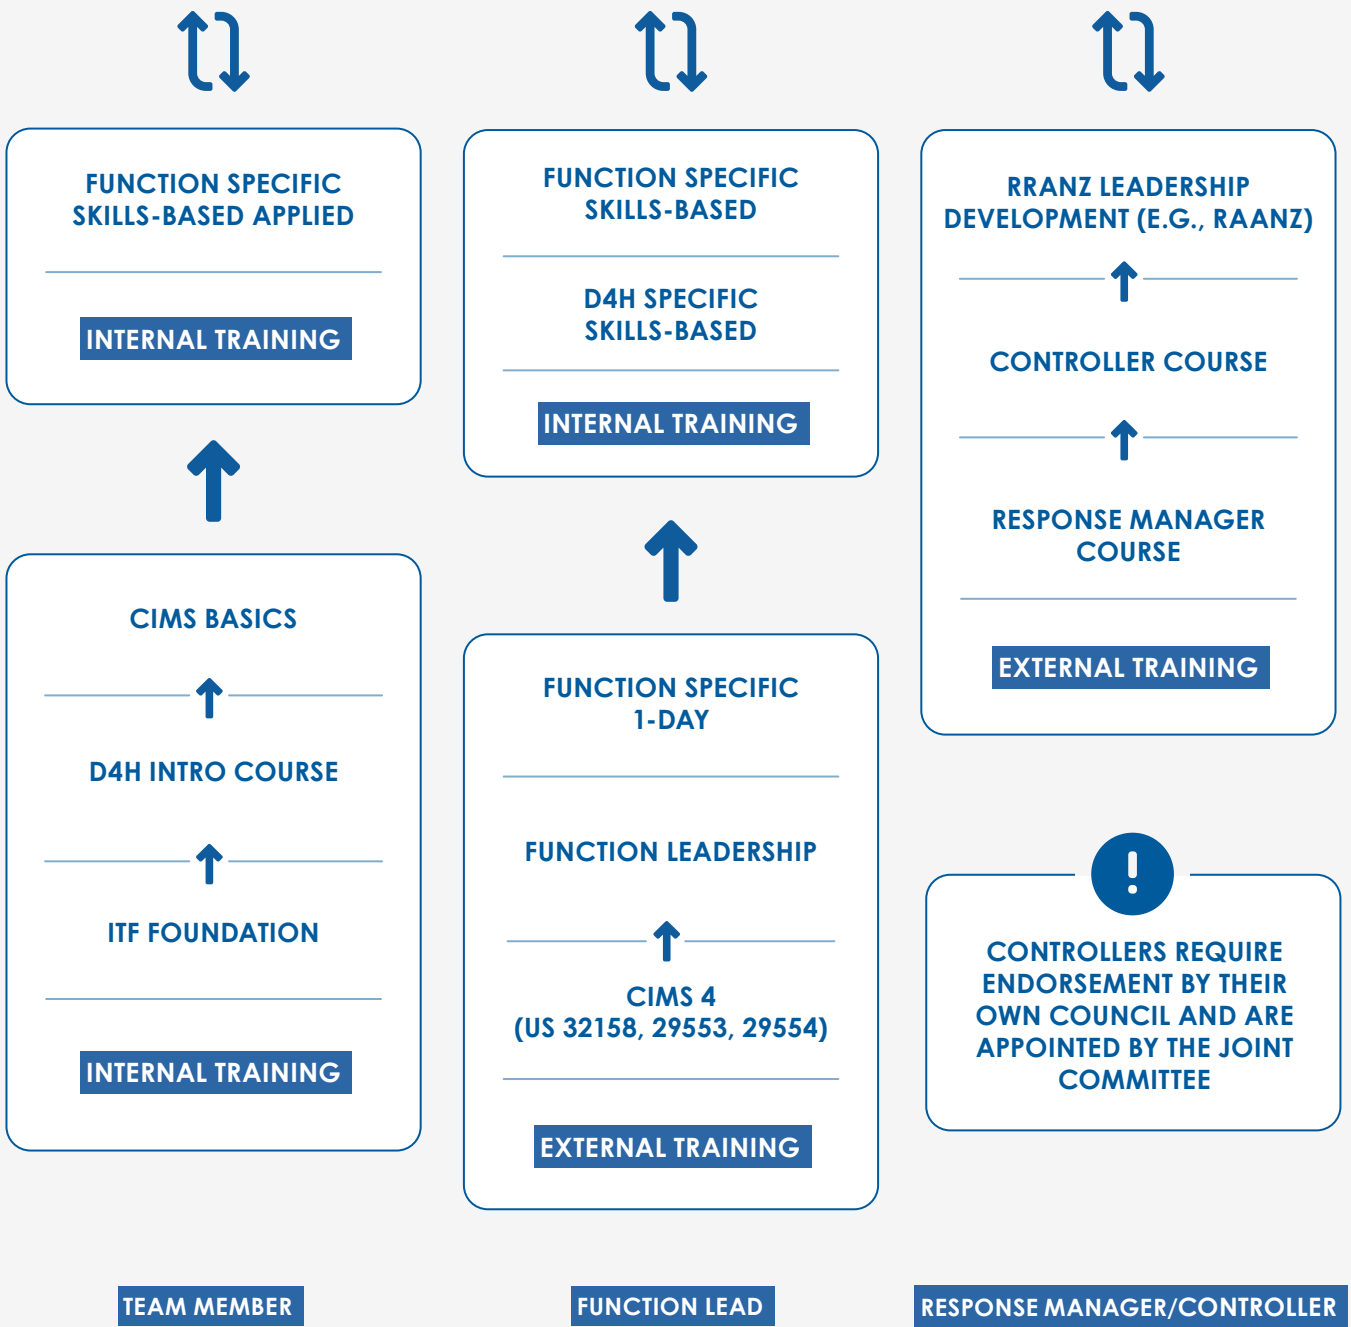 FUNCTION SPECIFIC
SKILLS-BASED APPLIED
INTERNAL TRAINING
CIMS BASICS
D4H INTRO COURSE
ITF FOUNDATION
INTERNAL TRAINING
TEAM MEMBER
FUNCTION SPECIFIC
SKILLS-BASED
D4H SPECIFIC
SKILLS-BASED
INTERNAL TRAINING
FUNCTION SPECIFIC
1-DAY
FUNCTION LEADERSHIP
CIMS 4
(US 32158, 29553, 29554)
EXTERNAL TRAINING
FUNCTION LEAD
RRANZ LEADERSHIP
DEVELOPMENT (E.G., RAANZ)
CONTROLLER COURSE
RESPONSE MANAGER
COURSE
EXTERNAL TRAINING
CONTROLLERS REQUIRE
ENDORSEMENT BY THEIR
OWN COUNCIL AND ARE
APPOINTED BY THE JOINT
COMMITTEE
RESPONSE MANAGER/CONTROLLER